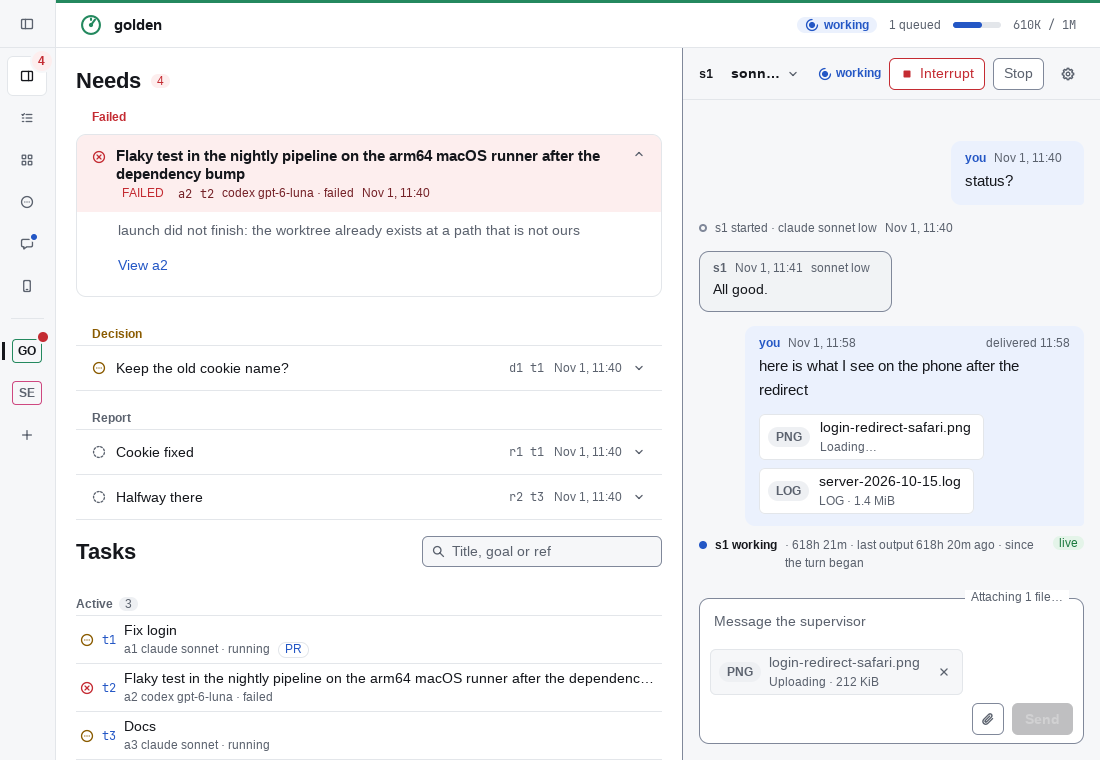 golden
working
1 queued
610K / 1M
4
GO
SE
Needs 4
Failed
Flaky test in the nightly pipeline on the arm64 macOS runner after the
dependency bump
FAILED a2 t2 codex gpt-6-luna · failed Nov 1, 11:40
launch did not finish: the worktree already exists at a path that is not ours
View a2
Decision
Keep the old cookie name? d1 t1 Nov 1, 11:40
Report
Cookie fixed r1 t1 Nov 1, 11:40
Halfway there r2 t3 Nov 1, 11:40
Tasks
Title, goal or ref
Active 3
t1 Fix login
a1 claude sonnet · running PR
t2 Flaky test in the nightly pipeline on the arm64 macOS runner after the dependenc…
a2 codex gpt-6-luna · failed
t3 Docs
a3 claude sonnet · running
s1 sonn… working Interrupt Stop
you Nov 1, 11:40
status?
s1 started · claude sonnet low Nov 1, 11:40
s1 Nov 1, 11:41 sonnet low
All good.
you Nov 1, 11:58 delivered 11:58
here is what I see on the phone after the
redirect
PNG login-redirect-safari.png
Loading…
LOG server-2026-10-15.log
LOG · 1.4 MiB
s1 working · 618h 21m · last output 618h 20m ago · since
the turn began
live
Attaching 1 file…
Message the supervisor
PNG login-redirect-safari.png
Uploading · 212 KiB
Send